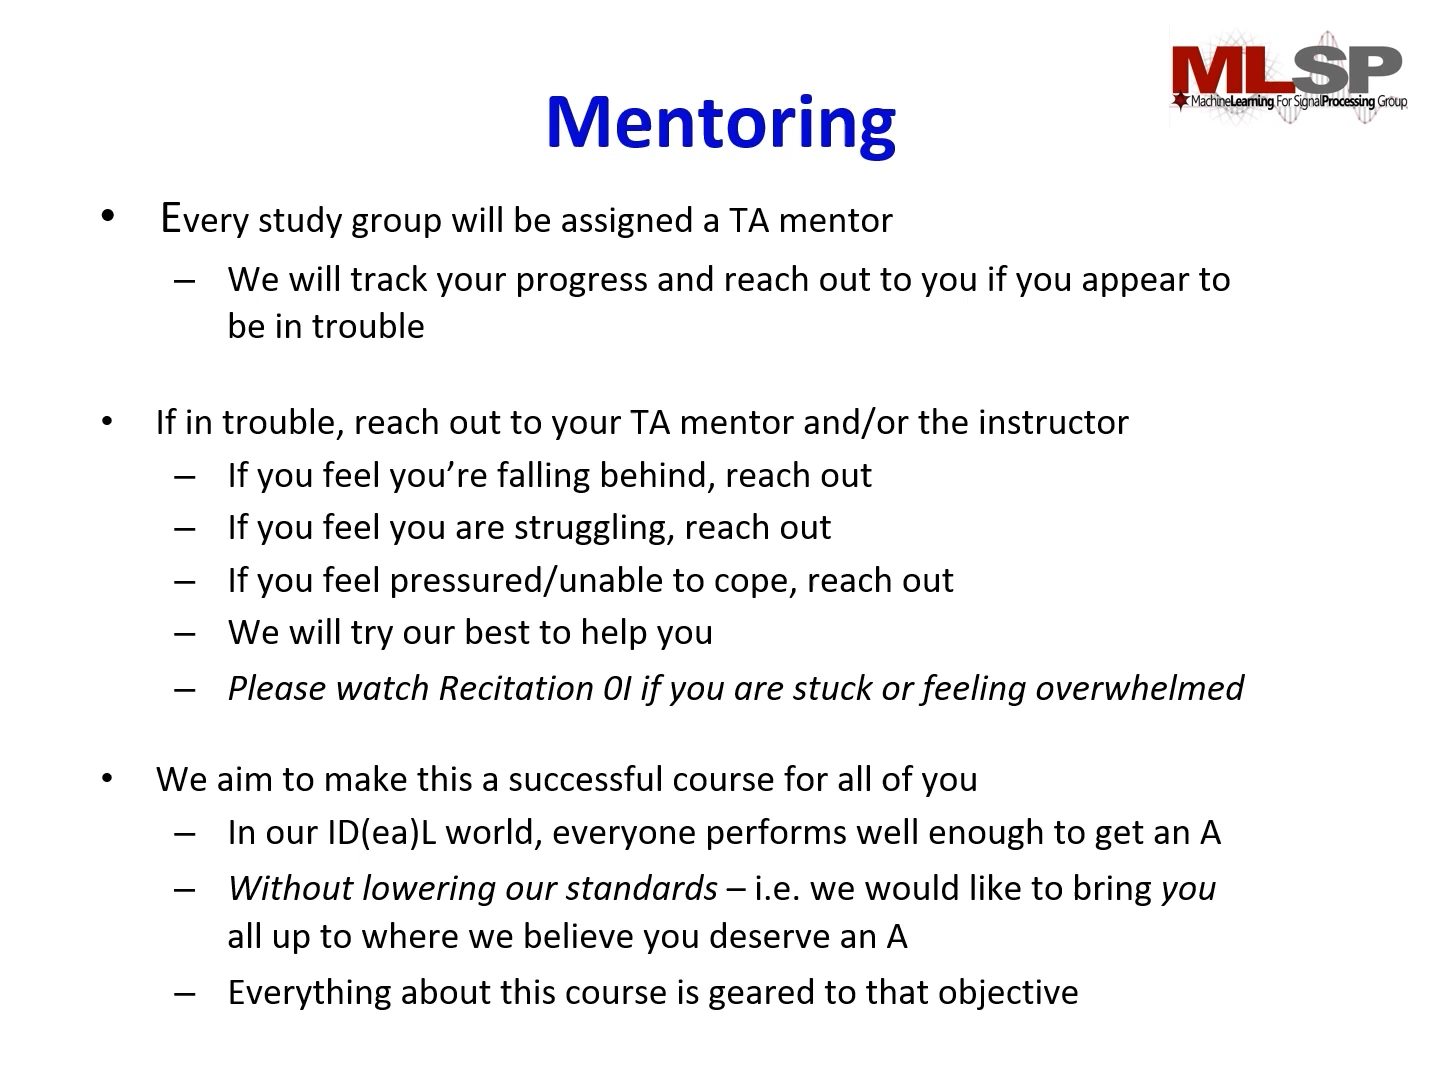 MLSP
MachineLearning For SignalProcessing Group
Mentoring
• Every study group will be assigned a TA mentor
– We will track your progress and reach out to you if you appear to
be in trouble
• If in trouble, reach out to your TA mentor and/or the instructor
– If you feel you’re falling behind, reach out
– If you feel you are struggling, reach out
– If you feel pressured/unable to cope, reach out
– We will try our best to help you
– Please watch Recitation 0I if you are stuck or feeling overwhelmed
• We aim to make this a successful course for all of you
– In our ID(ea)L world, everyone performs well enough to get an A
– Without lowering our standards – i.e. we would like to bring you
all up to where we believe you deserve an A
– Everything about this course is geared to that objective